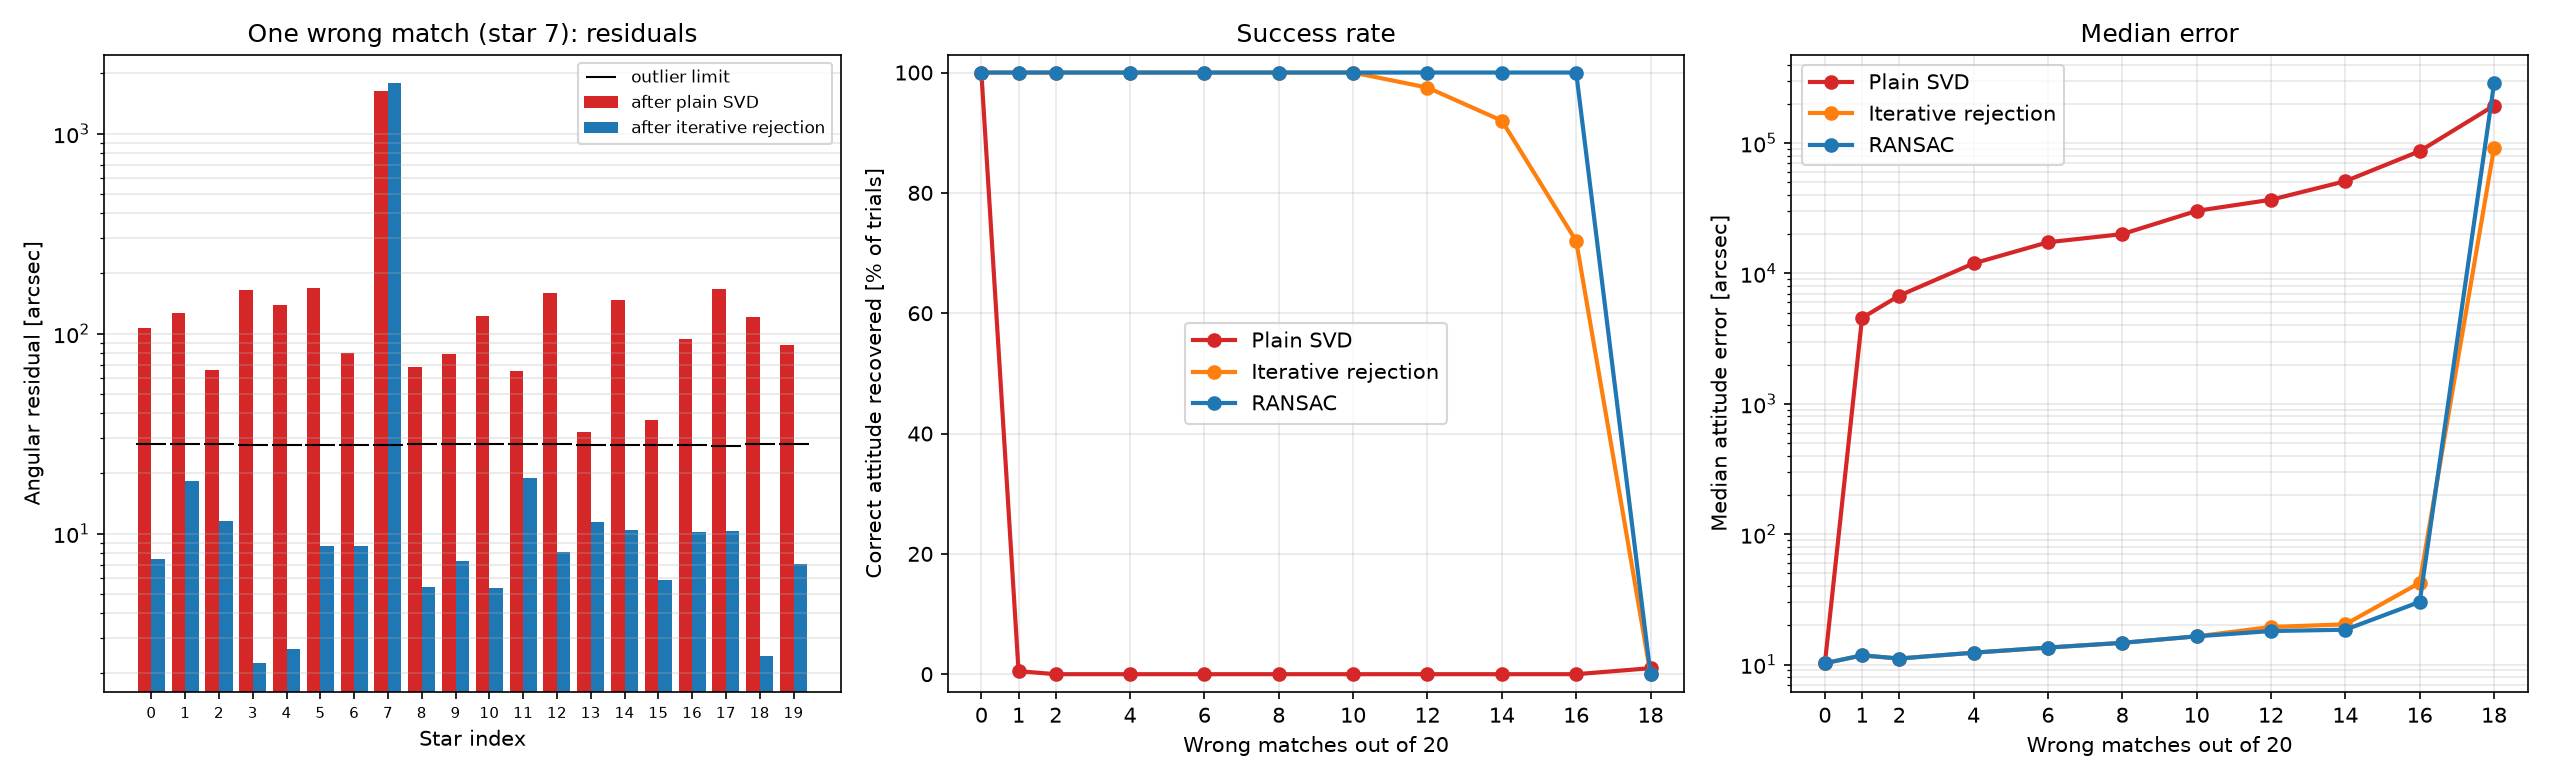 One wrong match (star 7): residuals
outlier limit
after plain SVD
after iterative rejection
10³
10²
10¹
Angular residual [arcsec]
0 1 2 3 4 5 6 7 8 9 10 11 12 13 14 15 16 17 18 19
Star index
Success rate
100
80
60
40
20
0
Correct attitude recovered [% of trials]
Plain SVD
Iterative rejection
RANSAC
0 1 2 4 6 8 10 12 14 16 18
Wrong matches out of 20
Median error
Plain SVD
Iterative rejection
RANSAC
10⁵
10⁴
10³
10²
10¹
Median attitude error [arcsec]
0 1 2 4 6 8 10 12 14 16 18
Wrong matches out of 20